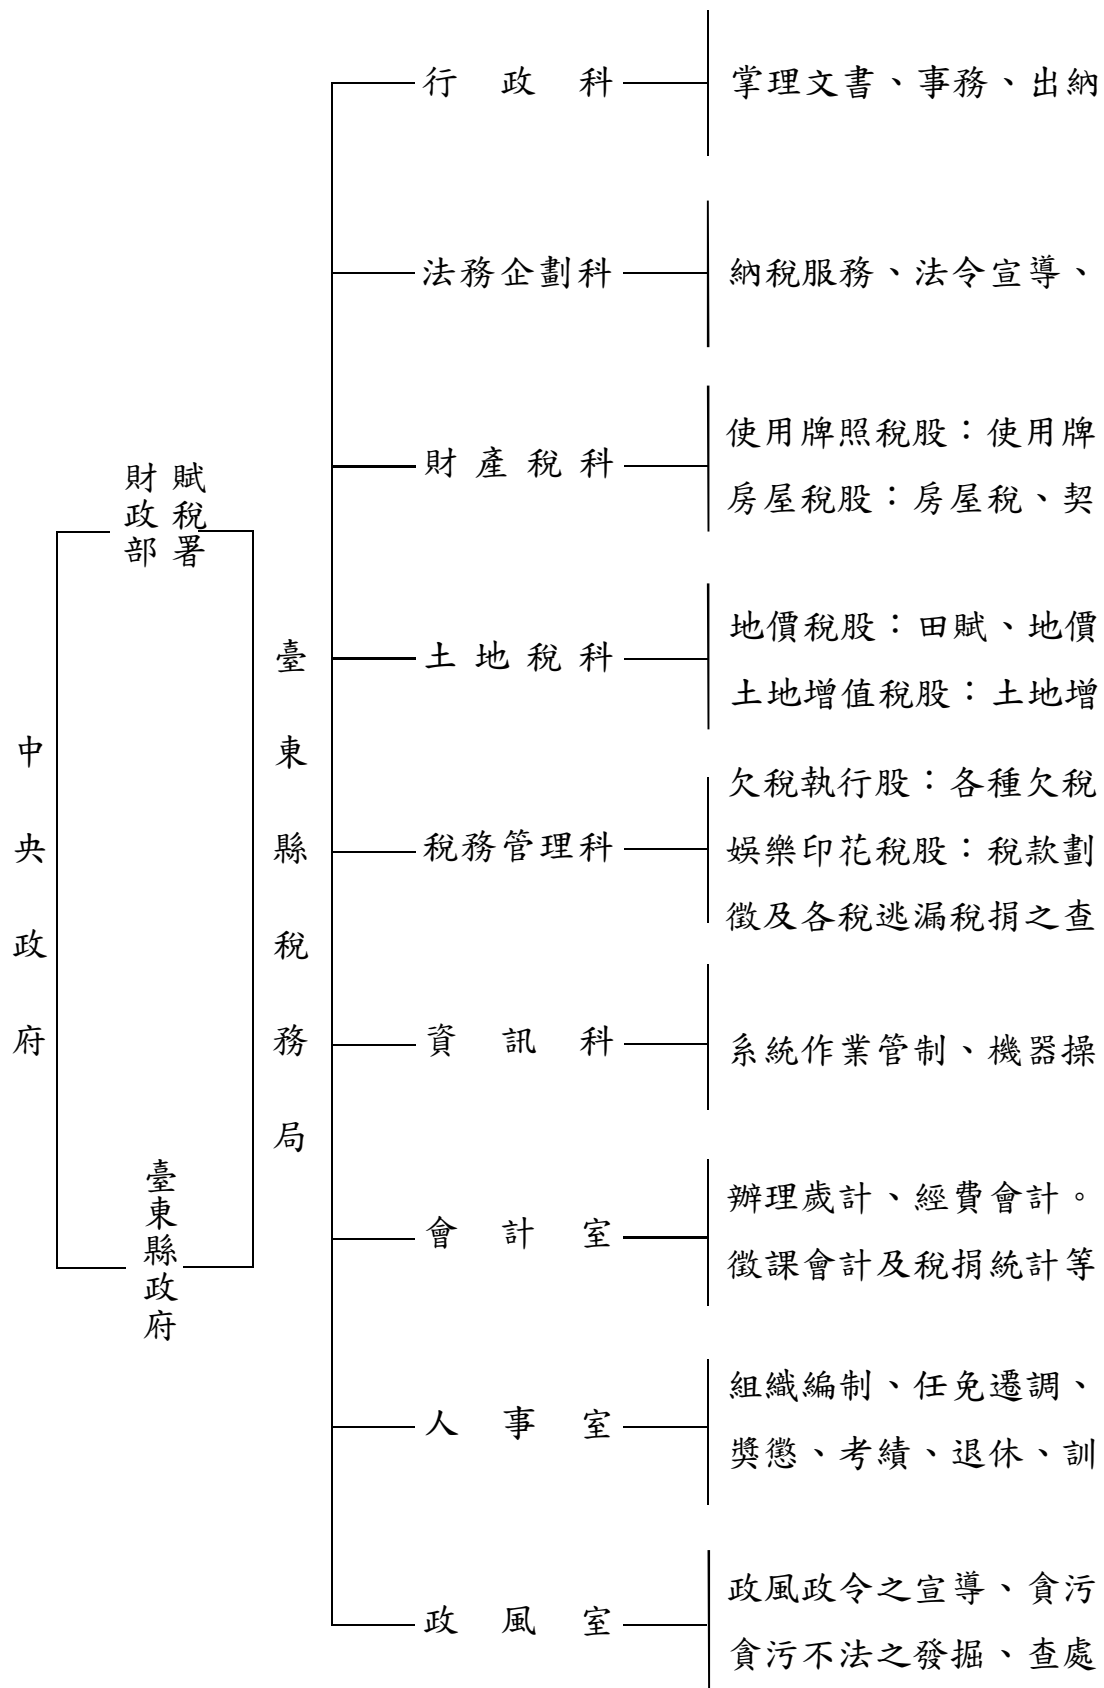 中央政府
財政部
賦稅署
臺東縣政府
臺東縣稅務局
行政科
掌理文書、事務、出納
法務企劃科
納稅服務、法令宣導、
財產稅科
使用牌照稅股：使用牌
房屋稅股：房屋稅、契
土地稅科
地價稅股：田賦、地價
土地增值稅股：土地增
稅務管理科
欠稅執行股：各種欠稅
娛樂印花稅股：稅款劃
徵及各稅逃漏稅捐之查
資訊科
系統作業管制、機器操
會計室
辦理歲計、經費會計。
徵課會計及稅捐統計等
人事室
組織編制、任免遷調、
獎懲、考績、退休、訓
政風室
政風政令之宣導、貪污
貪污不法之發掘、查處